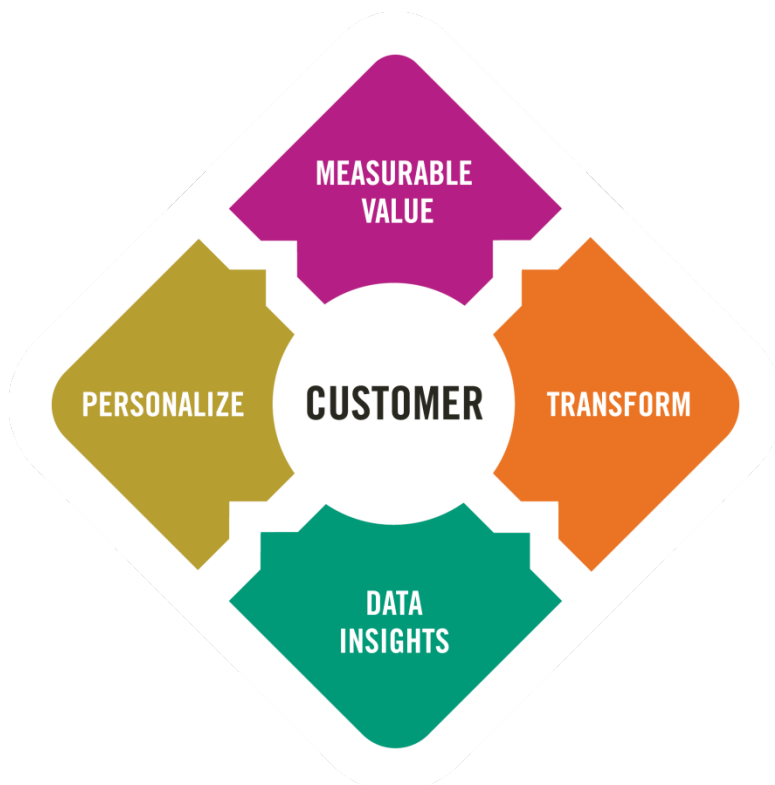 MEASURABLE
VALUE
PERSONALIZE
CUSTOMER
TRANSFORM
DATA
INSIGHTS